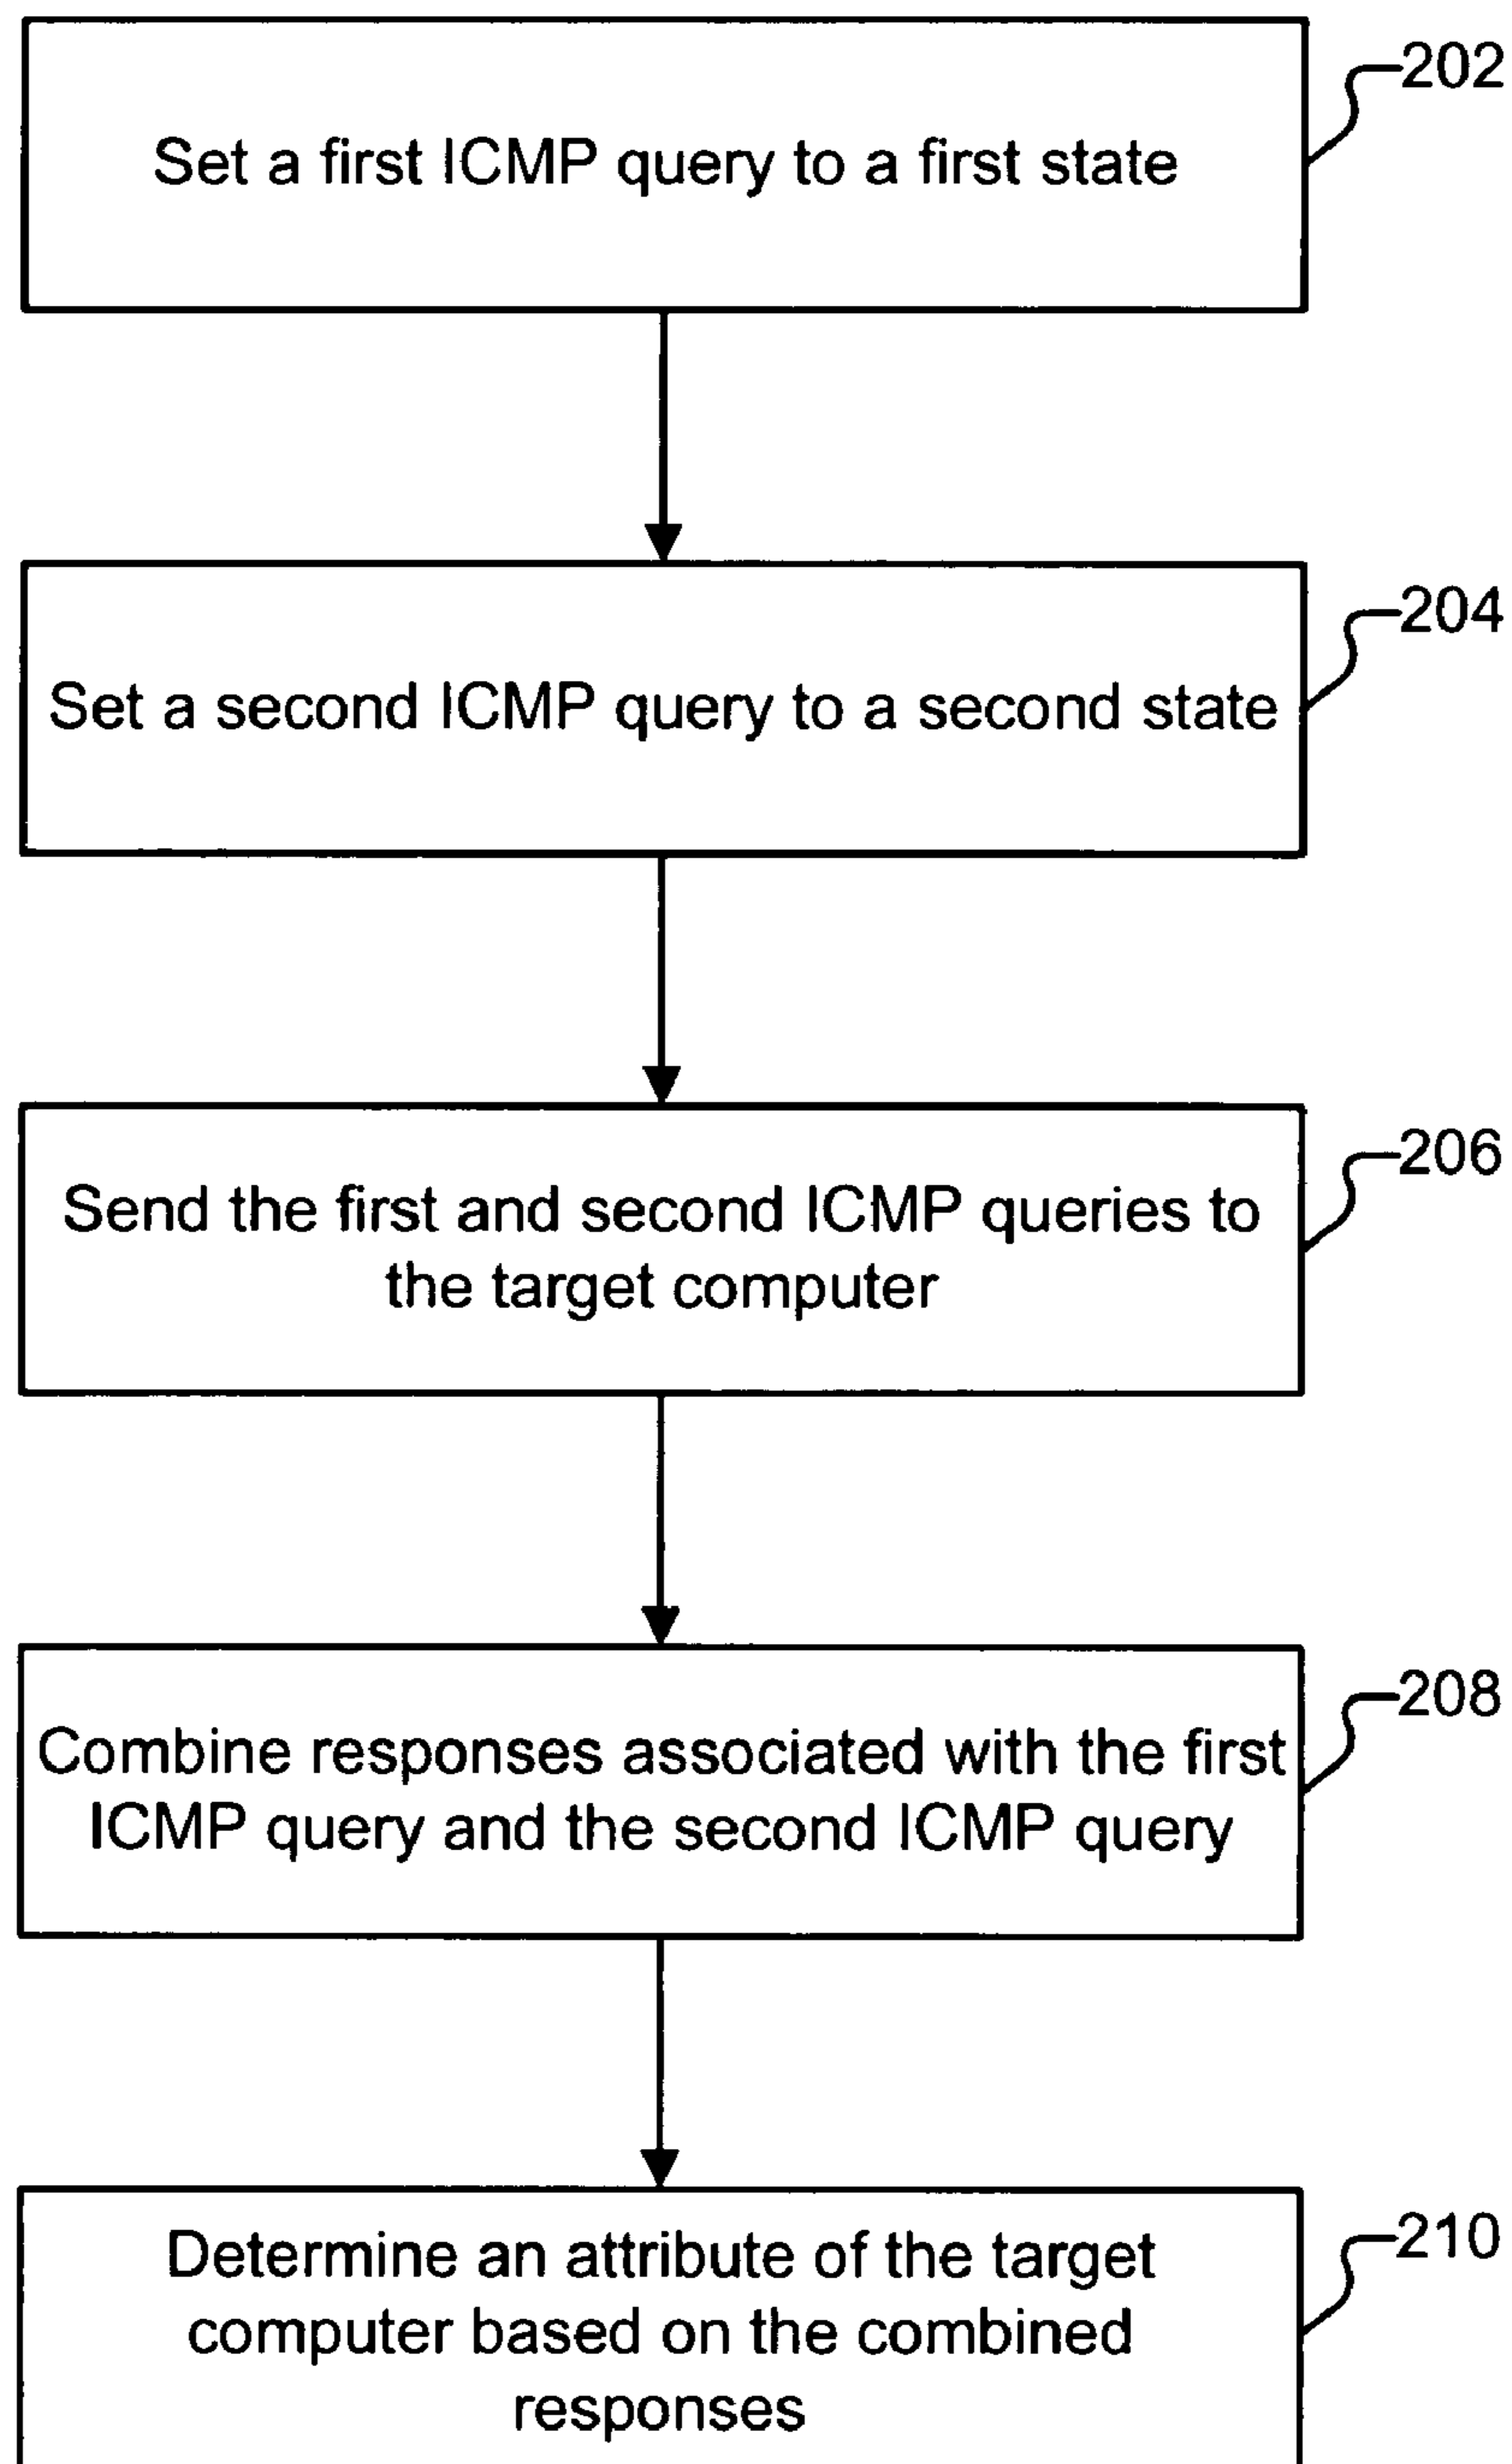 202
Set a first ICMP query to a first state
204
Set a second ICMP query to a second state
206
Send the first and second ICMP queries to
the target computer
208
Combine responses associated with the first
ICMP query and the second ICMP query
210
Determine an attribute of the target
computer based on the combined
responses